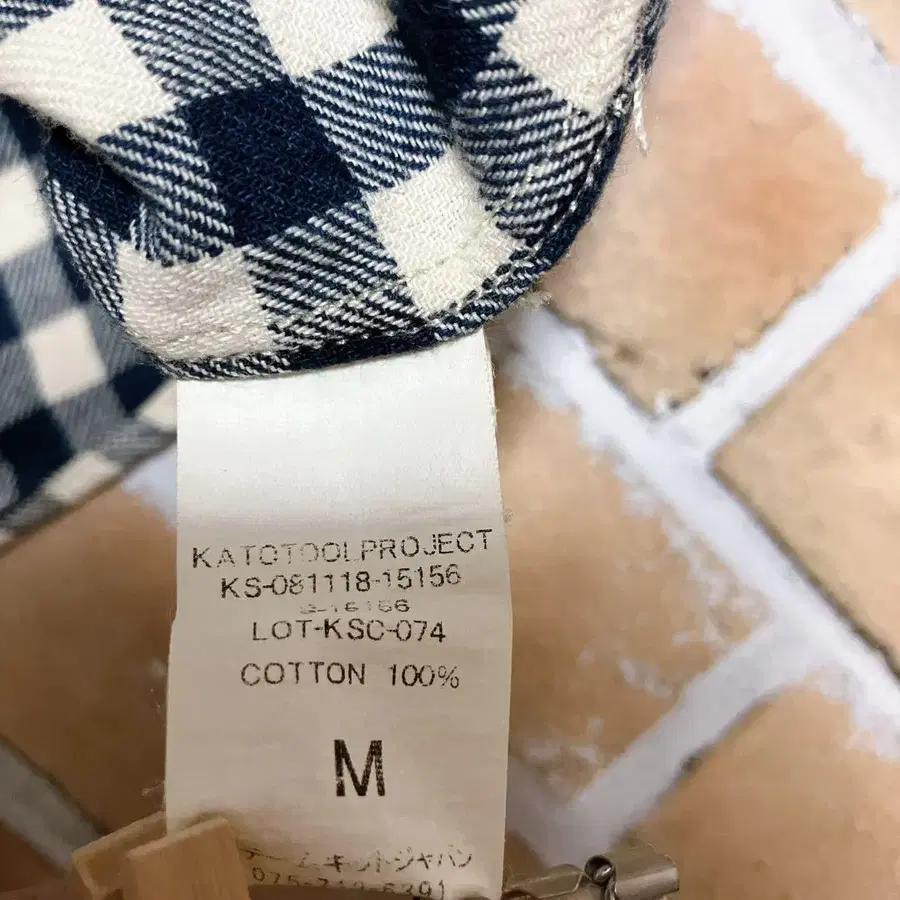 KATOTOOLPROJECT
KS-081118-15156
LOT-KSC-074
COTTON 100%
M
チームキットジャパン